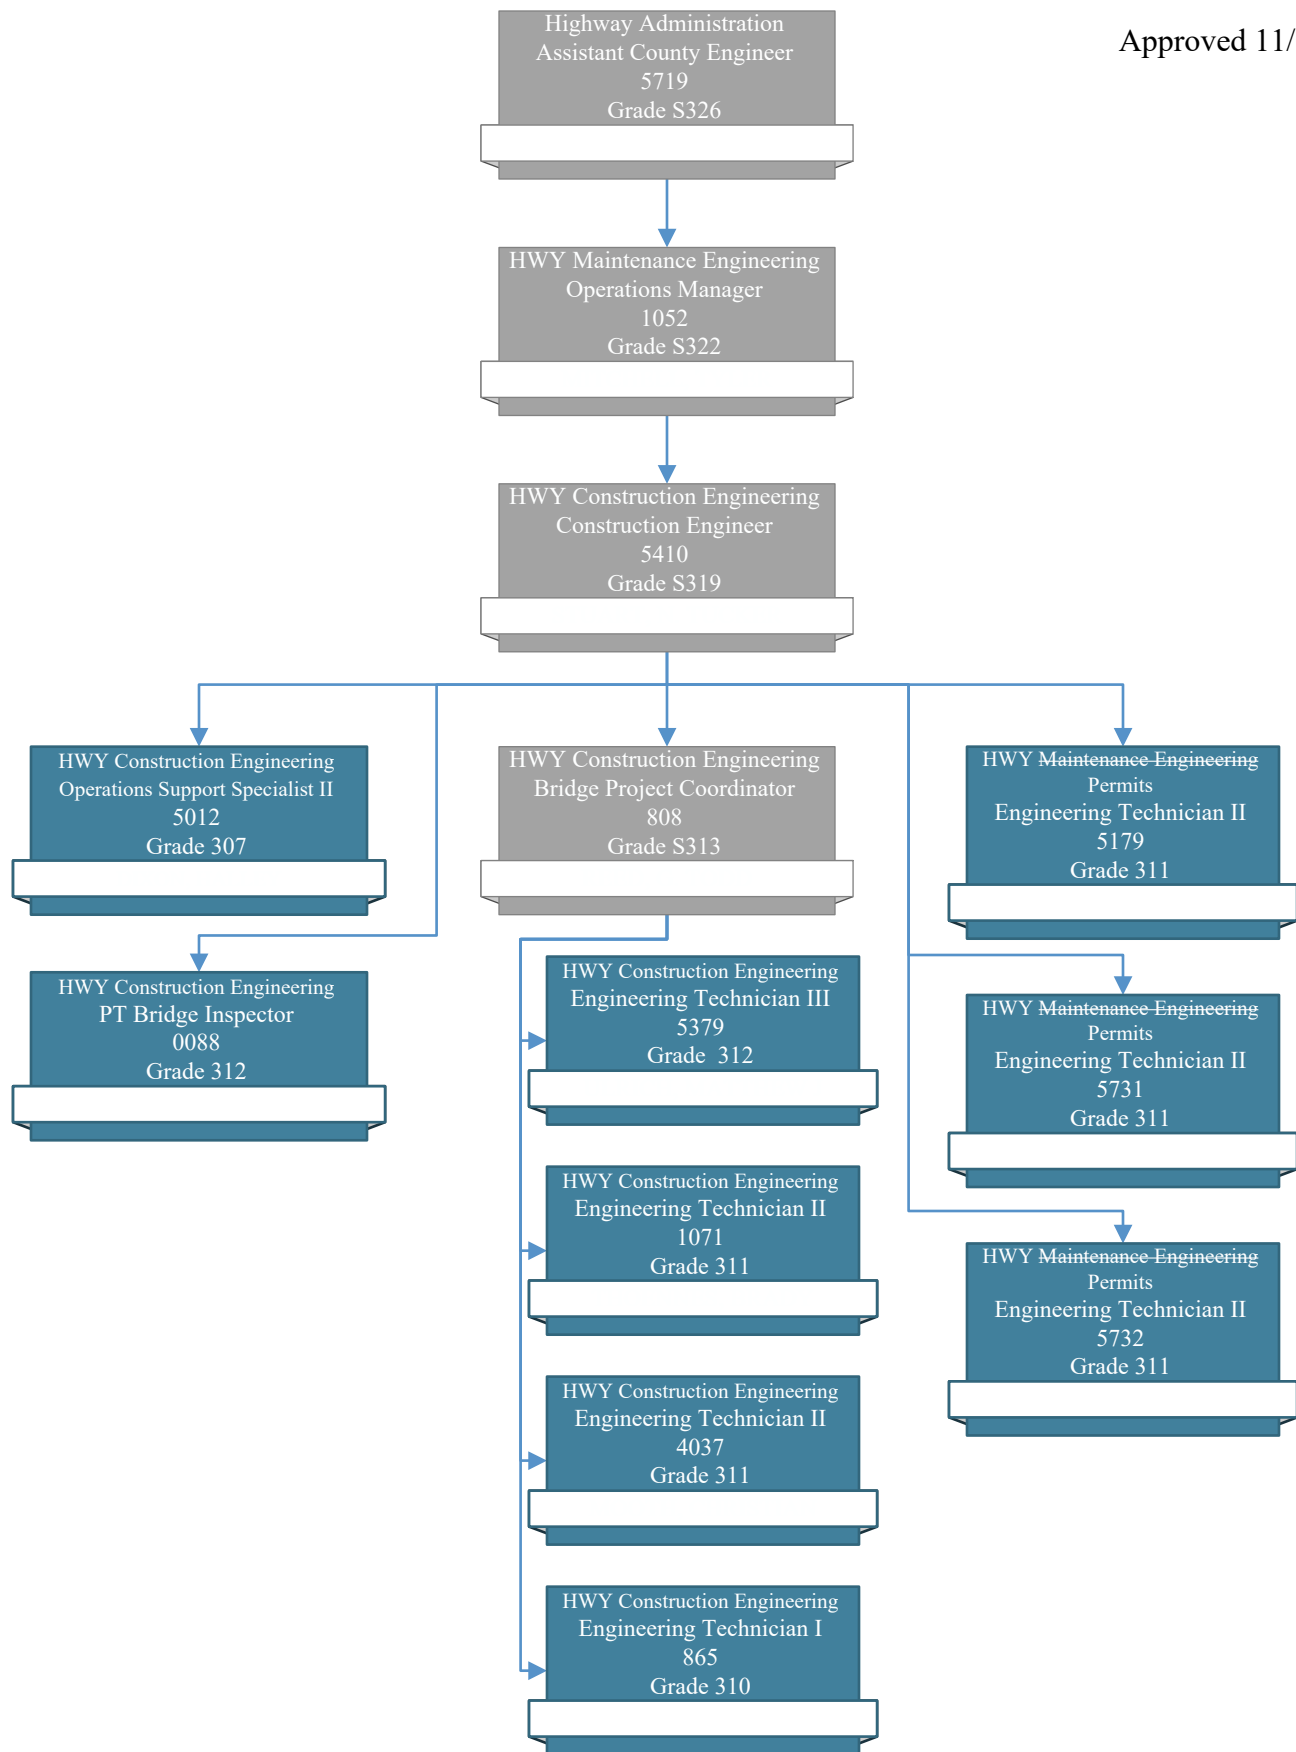 Highway Administration
Assistant County Engineer
5719
Grade S326
Approved 11/
HWY Maintenance Engineering
Operations Manager
1052
Grade S322
HWY Construction Engineering
Construction Engineer
5410
Grade S319
HWY Construction Engineering
Operations Support Specialist II
5012
Grade 307
HWY Construction Engineering
PT Bridge Inspector
0088
Grade 312
HWY Construction Engineering
Bridge Project Coordinator
808
Grade S313
HWY Construction Engineering
Engineering Technician III
5379
Grade 312
HWY Construction Engineering
Engineering Technician II
1071
Grade 311
HWY Construction Engineering
Engineering Technician II
4037
Grade 311
HWY Construction Engineering
Engineering Technician I
865
Grade 310
HWY Maintenance Engineering
Permits
Engineering Technician II
5179
Grade 311
HWY Maintenance Engineering
Permits
Engineering Technician II
5731
Grade 311
HWY Maintenance Engineering
Permits
Engineering Technician II
5732
Grade 311